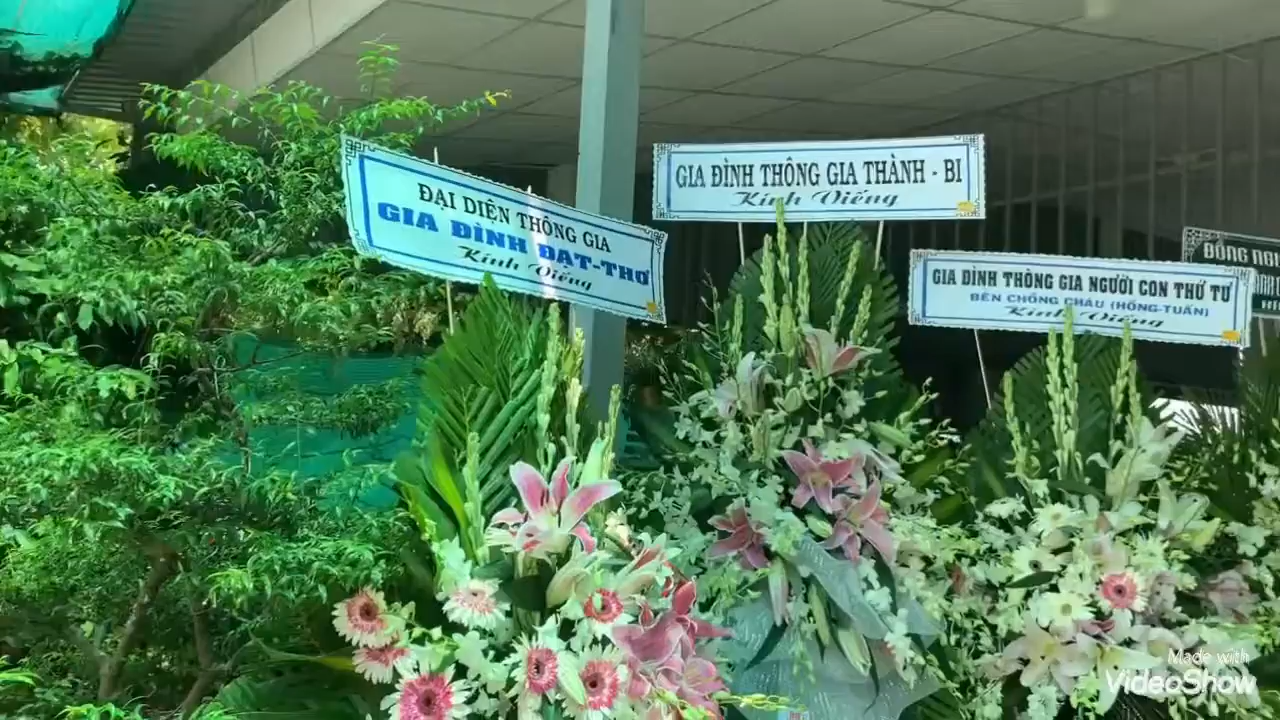 ĐẠI DIỆN THÔNG GIA
GIA ĐÌNH ĐẠT-THỌ
Kính Viếng
GIA ĐÌNH THÔNG GIA THÀNH - BI
Kính Viếng
GIA ĐÌNH THÔNG GIA NGƯỜI CON THỨ TƯ
BÊN CHỒNG CHÁU (HỒNG-TUẤN)
Kính Viếng
Made with
VideoShow